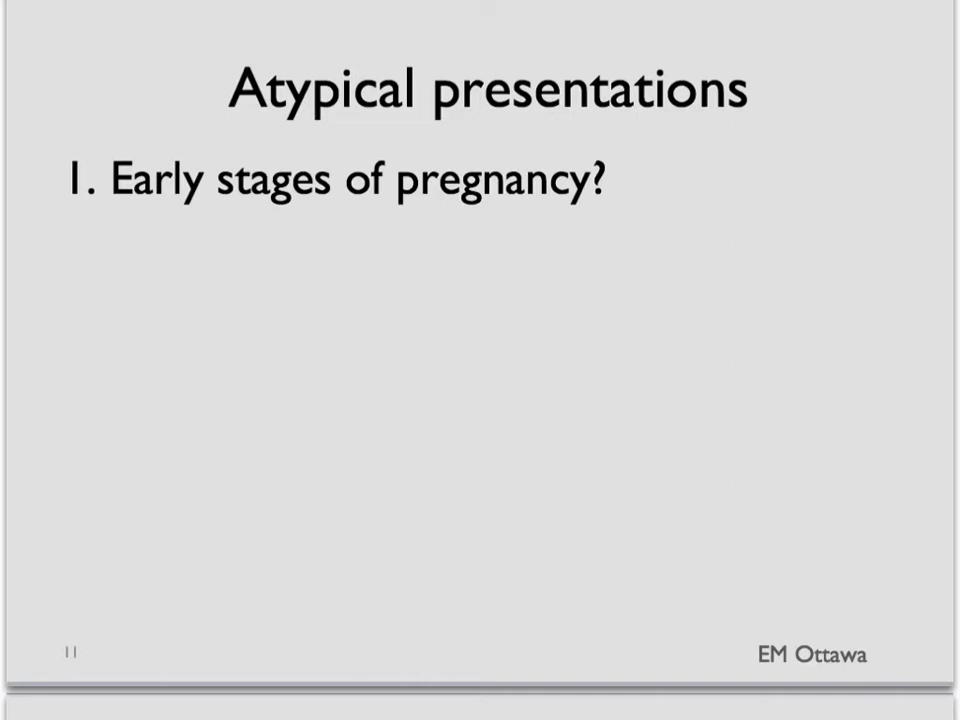 Atypical presentations
1. Early stages of pregnancy?
11
EM Ottawa